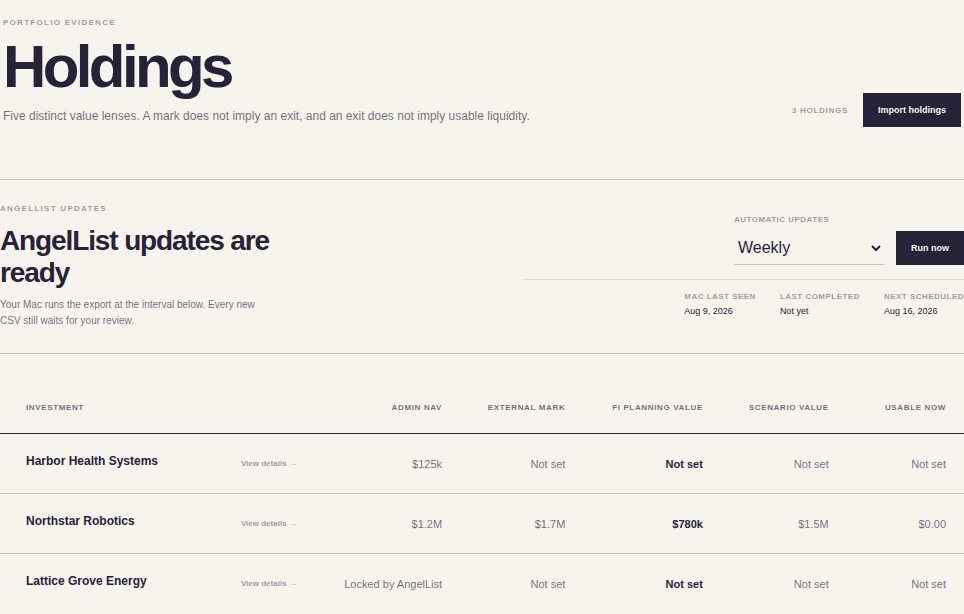 PORTFOLIO EVIDENCE
Holdings
Five distinct value lenses. A mark does not imply an exit, and an exit does not imply usable liquidity.
3 HOLDINGS
Import holdings
ANGELLIST UPDATES
AngelList updates are
ready
Your Mac runs the export at the interval below. Every new
CSV still waits for your review.
AUTOMATIC UPDATES
Weekly
Run now
MAC LAST SEEN LAST COMPLETED NEXT SCHEDULED
Aug 9, 2026 Not yet Aug 16, 2026
INVESTMENT ADMIN NAV EXTERNAL MARK FI PLANNING VALUE SCENARIO VALUE USABLE NOW
Harbor Health Systems View details → $125k Not set Not set Not set Not set
Northstar Robotics View details → $1.2M $1.7M $780k $1.5M $0.00
Lattice Grove Energy View details → Locked by AngelList Not set Not set Not set Not set